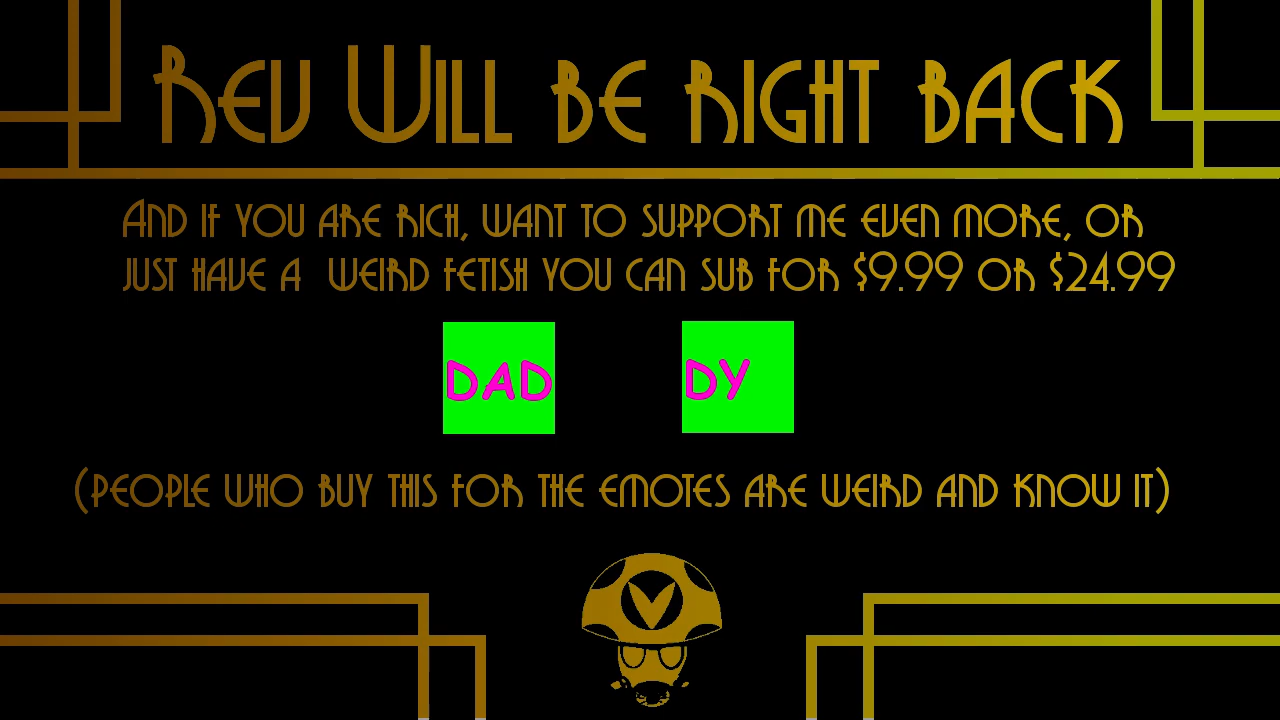 Rev Will be right back
And if you are rich, want to support me even more, or
just have a weird fetish you can sub for $9.99 or $24.99
DAD DY
(people who buy this for the emotes are weird and know it)
V